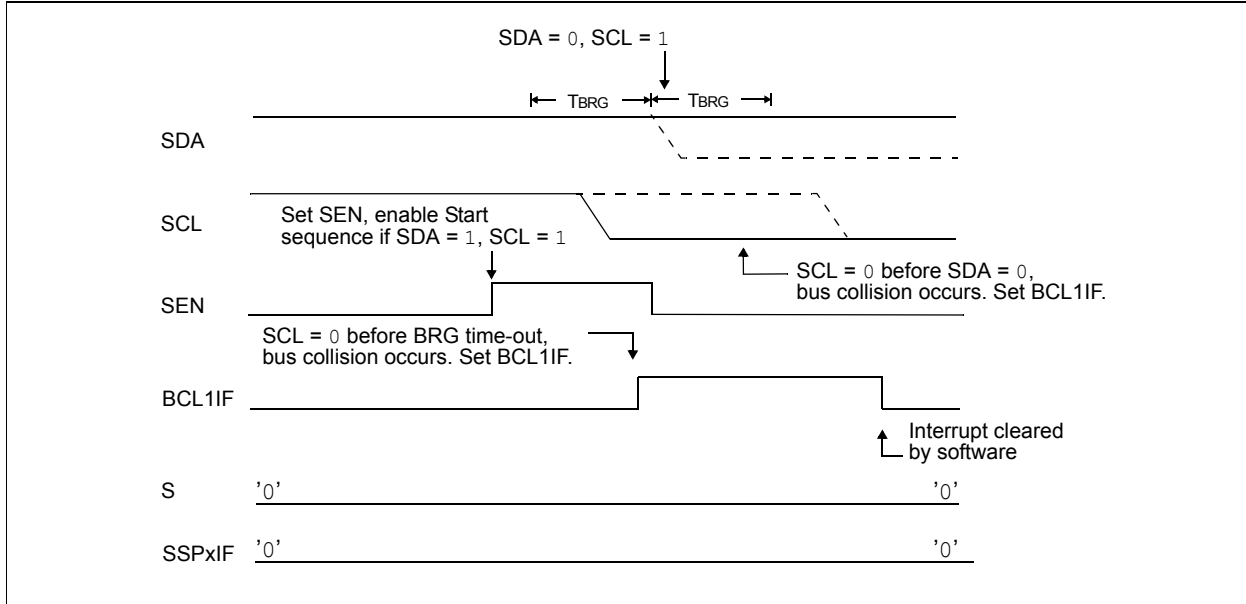 SDA = 0, SCL = 1
TBRG TBRG
SDA
SCL
Set SEN, enable Start
sequence if SDA = 1, SCL = 1
SCL = 0 before SDA = 0,
bus collision occurs. Set BCL1IF.
SEN
SCL = 0 before BRG time-out,
bus collision occurs. Set BCL1IF.
BCL1IF
Interrupt cleared
by software
S '0' '0'
SSPxIF '0' '0'